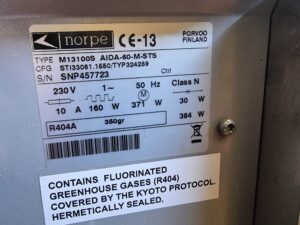 norpe CE-13 PORVOO
FINLAND
TYPE M13100S AIDA-60-M-STS
CFG STI33061.1550/TYP324259
S/N SNP457723 Ctrl
230 V 1~ 50 Hz Class N
M
10 A 160 W 371 W 30 W
384 W
R404A 350gr
CONTAINS FLUORINATED
GREENHOUSE GASES (R404)
COVERED BY THE KYOTO PROTOCOL.
HERMETICALLY SEALED.